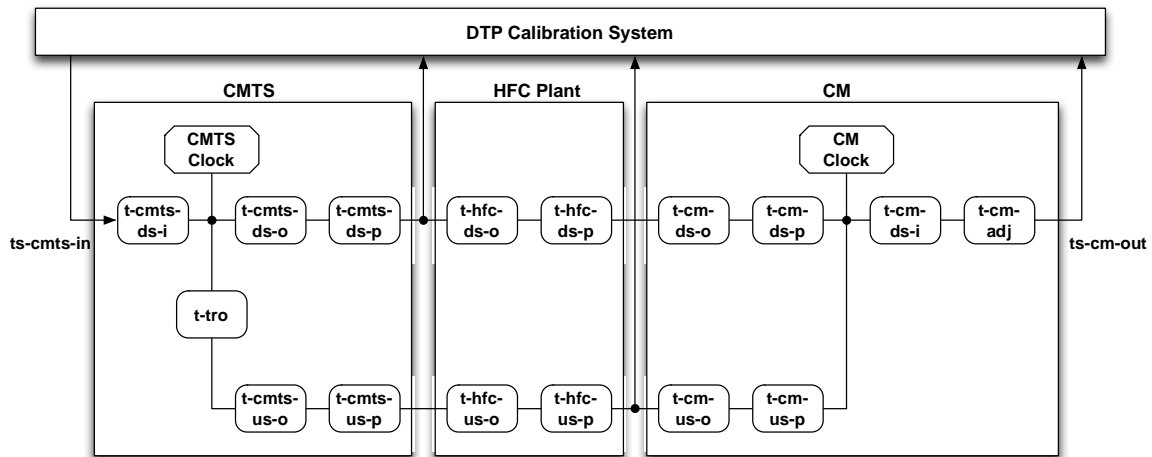 DTP Calibration System
CMTS
HFC Plant
CM
CMTS
Clock
CM
Clock
t-cmts-
ds-i
t-cmts-
ds-o
t-cmts-
ds-p
t-hfc-
ds-o
t-hfc-
ds-p
t-cm-
ds-o
t-cm-
ds-p
t-cm-
ds-i
t-cm-
adj
ts-cmts-in
ts-cm-out
t-tro
t-cmts-
us-o
t-cmts-
us-p
t-hfc-
us-o
t-hfc-
us-p
t-cm-
us-o
t-cm-
us-p